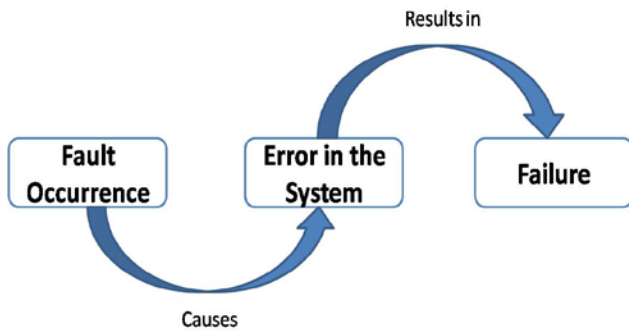 Results in
Fault
Occurrence
Error in the
System
Failure
Causes